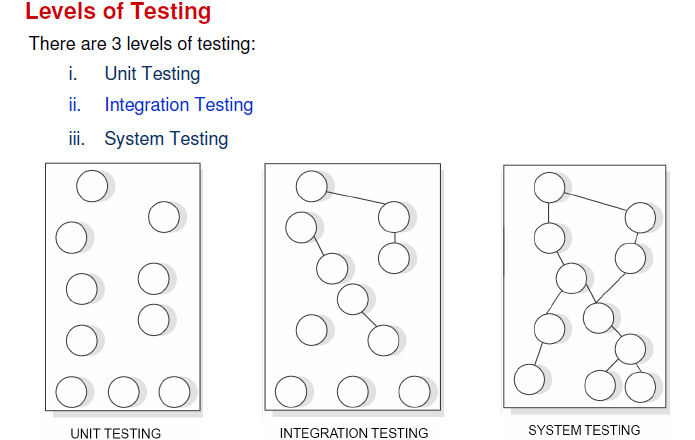 Levels of Testing
There are 3 levels of testing:
i. Unit Testing
ii. Integration Testing
iii. System Testing
UNIT TESTING
INTEGRATION TESTING
SYSTEM TESTING